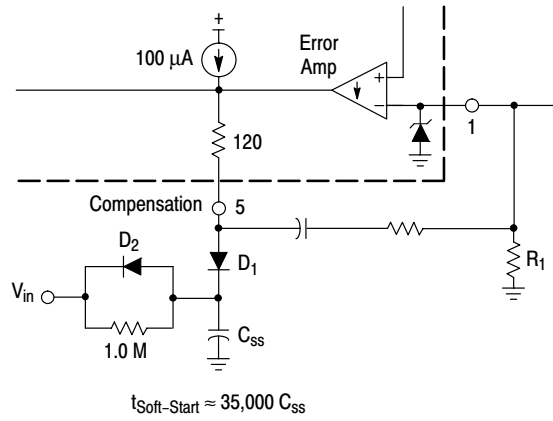 +
100 μA
Error
Amp
+
−
1
120
Compensation
5
D2
D1
R1
Vin
1.0 M
Css
tSoft−Start ≈ 35,000 Css